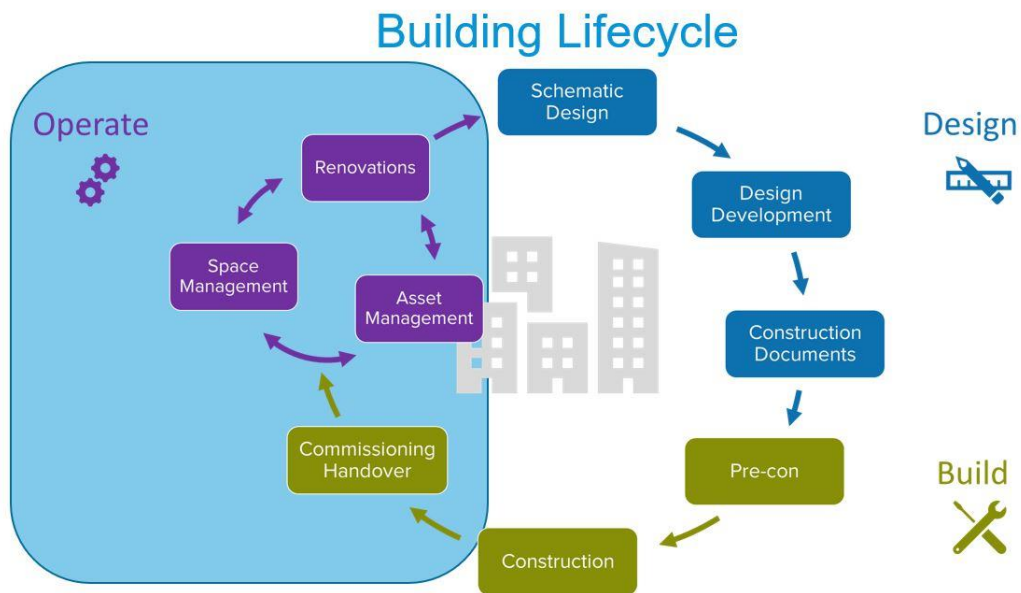 Building Lifecycle
Operate
Design
Build
Schematic
Design
Design
Development
Construction
Documents
Pre-con
Construction
Commissioning
Handover
Space
Management
Asset
Management
Renovations